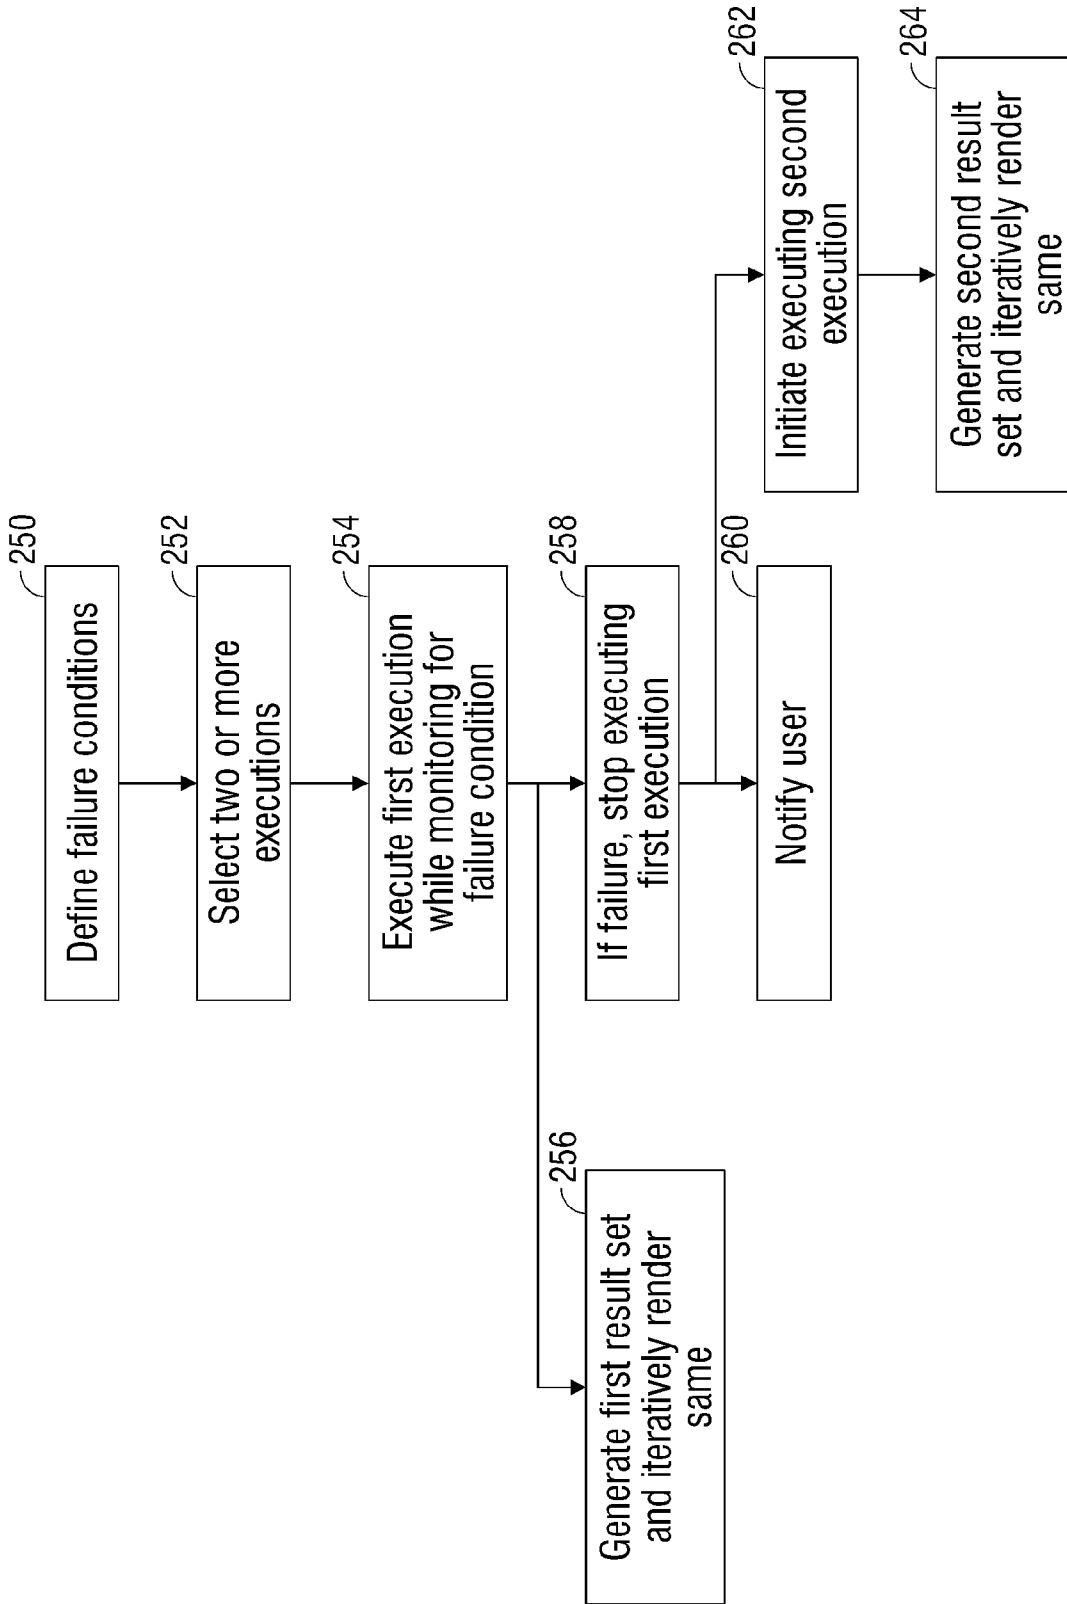 250
Define failure conditions
252
Select two or more
executions
254
Execute first execution
while monitoring for
failure condition
256
Generate first result set
and iteratively render
same
258
If failure, stop executing
first execution
260
Notify user
262
Initiate executing second
execution
264
Generate second result
set and iteratively render
same